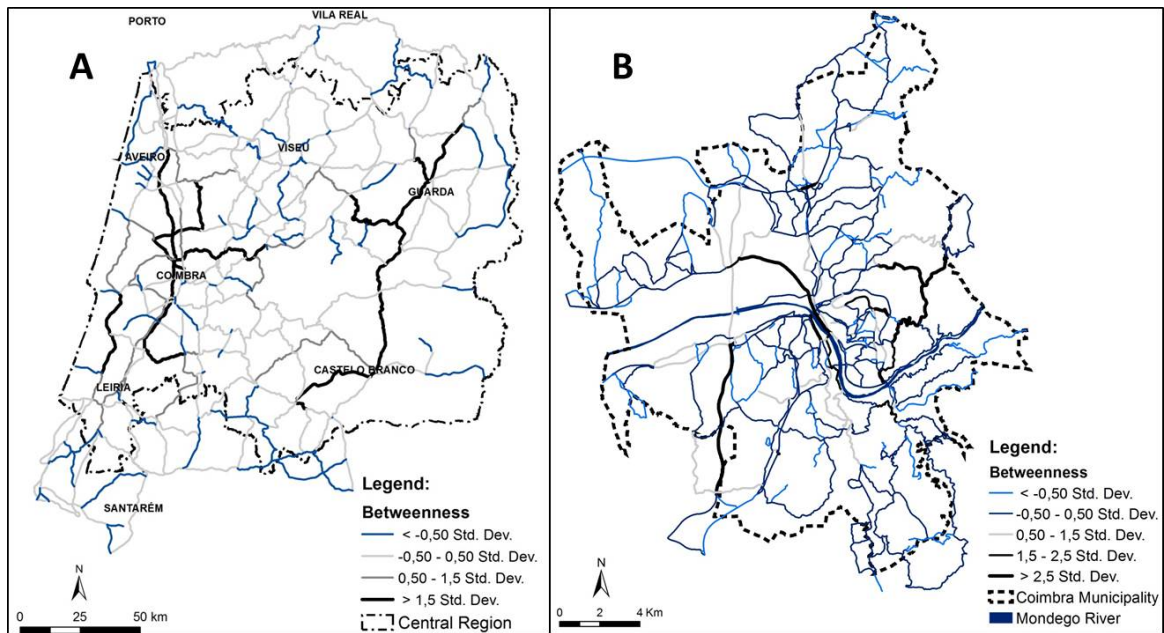 PORTO
VILA REAL
A
AVEIRO
VISEU
GUARDA
COIMBRA
CASTELO BRANCO
LEIRIA
SANTARÉM
Legend:
Betweenness
< -0,50 Std. Dev.
-0,50 - 0,50 Std. Dev.
0,50 - 1,5 Std. Dev.
> 1,5 Std. Dev.
Central Region
N
0 25 50 km
B
Legend:
Betweenness
< -0,50 Std. Dev.
-0,50 - 0,50 Std. Dev.
0,50 - 1,5 Std. Dev.
1,5 - 2,5 Std. Dev.
> 2,5 Std. Dev.
Coimbra Municipality
Mondego River
N
0 2 4 Km